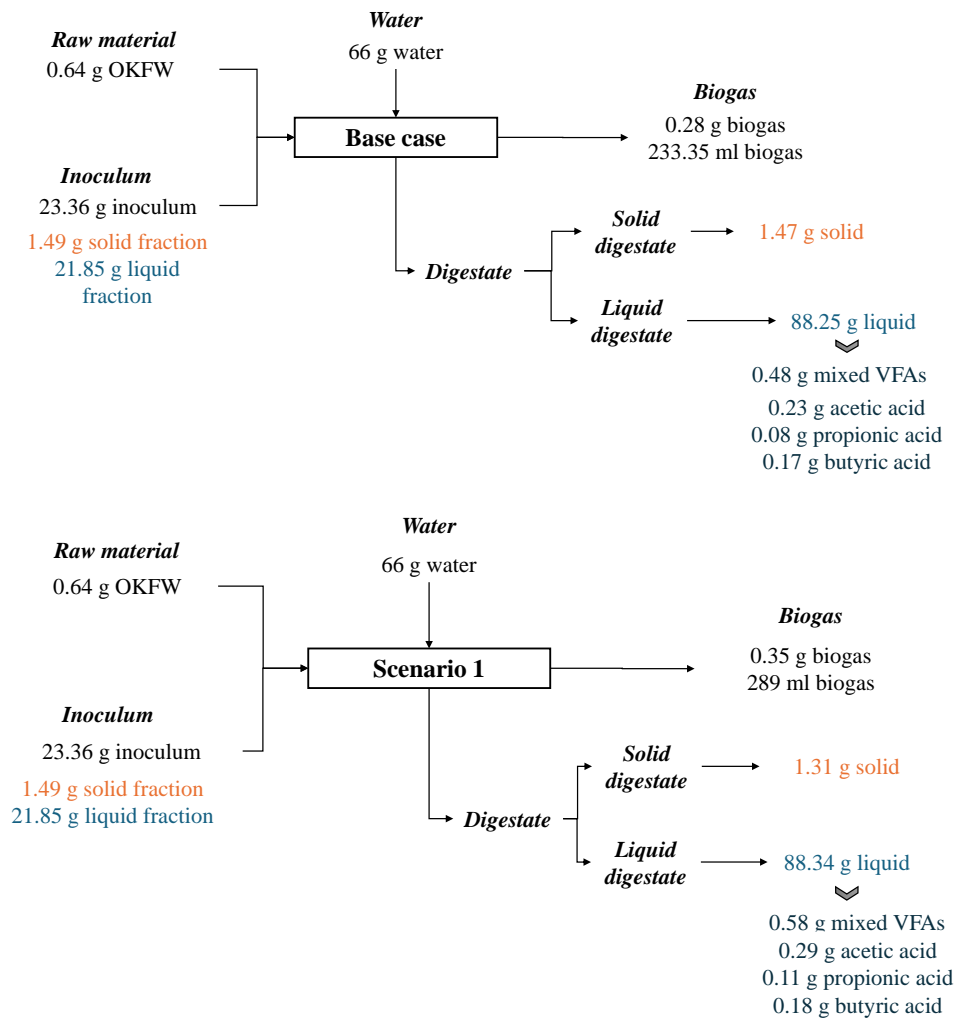 Water
66 g water
Raw material
0.64 g OKFW
Base case
Biogas
0.28 g biogas
233.35 ml biogas
Inoculum
23.36 g inoculum
1.49 g solid fraction
21.85 g liquid
fraction
Digestate
Solid
digestate
1.47 g solid
Liquid
digestate
88.25 g liquid
0.48 g mixed VFAs
0.23 g acetic acid
0.08 g propionic acid
0.17 g butyric acid
Water
66 g water
Raw material
0.64 g OKFW
Scenario 1
Biogas
0.35 g biogas
289 ml biogas
Inoculum
23.36 g inoculum
1.49 g solid fraction
21.85 g liquid fraction
Digestate
Solid
digestate
1.31 g solid
Liquid
digestate
88.34 g liquid
0.58 g mixed VFAs
0.29 g acetic acid
0.11 g propionic acid
0.18 g butyric acid